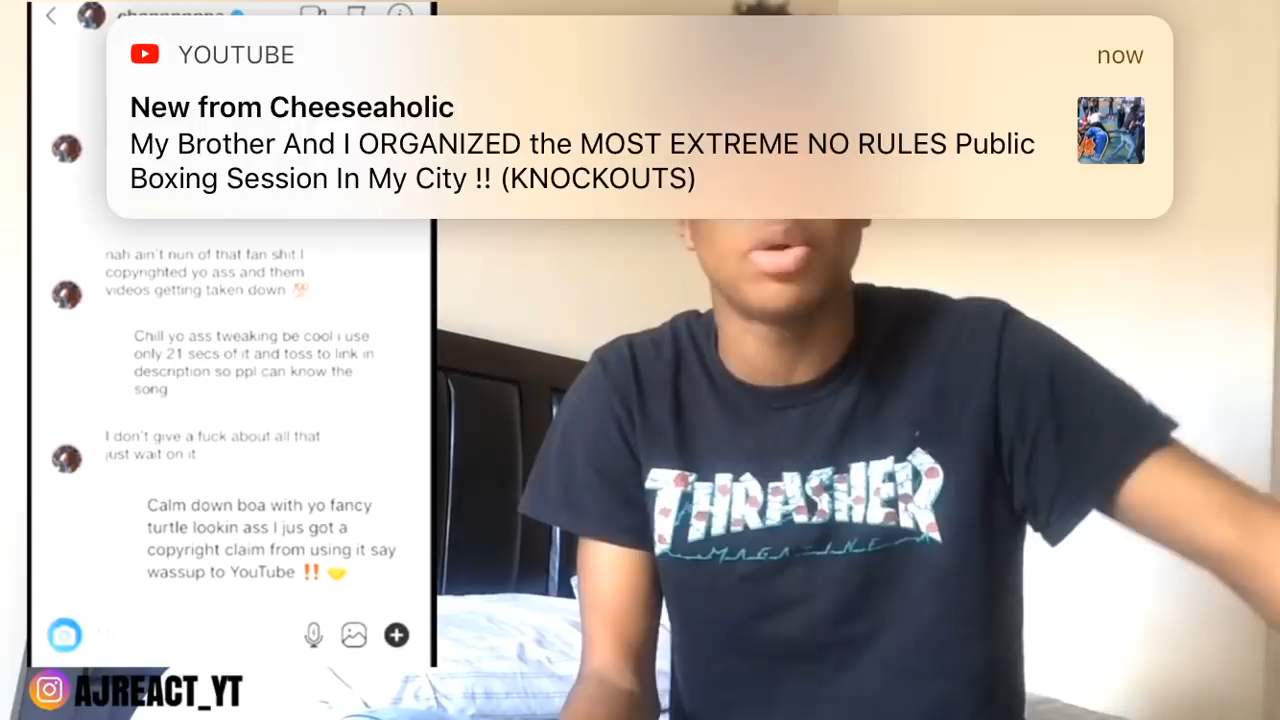 YOUTUBE
now
New from Cheeseaholic
My Brother And I ORGANIZED the MOST EXTREME NO RULES Public
Boxing Session In My City !! (KNOCKOUTS)
nah ain't nun of that fan shit I
copyrighted yo ass and them
videos getting taken down 💯
Chill yo ass tweaking be cool i use
only 21 secs of it and toss to link in
description so ppl can know the
song
I don't give a fuck about all that
just wait on it
Calm down boa with yo fancy
turtle lookin ass I jus got a
copyright claim from using it say
wassup to YouTube ‼️ 🤝
THRASHER
MAGAZINE
AJREACT_YT